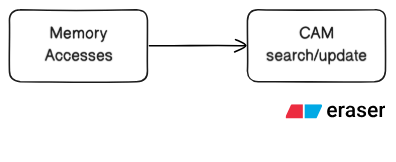 Memory
Accesses
CAM
search/update
eraser